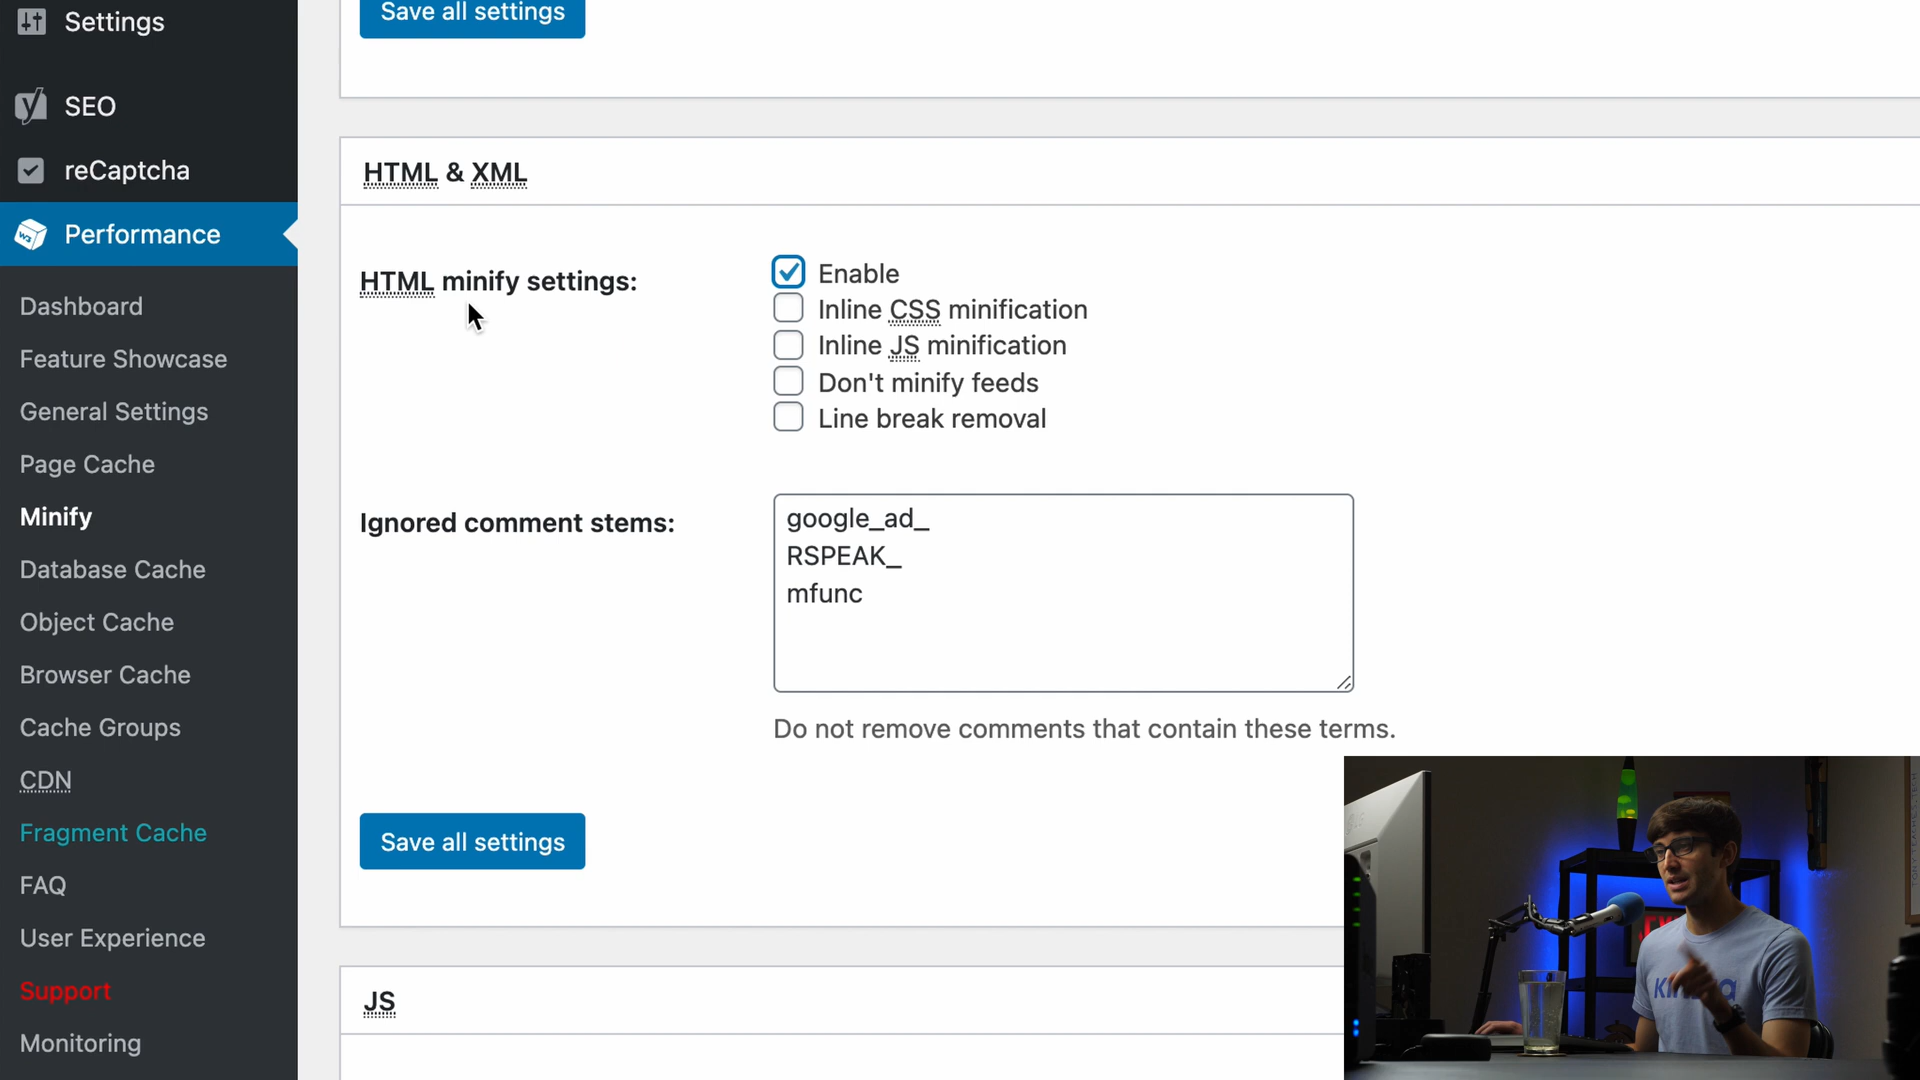 Settings
SEO
reCaptcha
Performance
Dashboard
Feature Showcase
General Settings
Page Cache
Minify
Database Cache
Object Cache
Browser Cache
Cache Groups
CDN
Fragment Cache
FAQ
User Experience
Support
Monitoring
Save all settings
HTML & XML
HTML minify settings:
Enable
Inline CSS minification
Inline JS minification
Don't minify feeds
Line break removal
Ignored comment stems:
google_ad_
RSPEAK_
mfunc
Do not remove comments that contain these terms.
Save all settings
JS